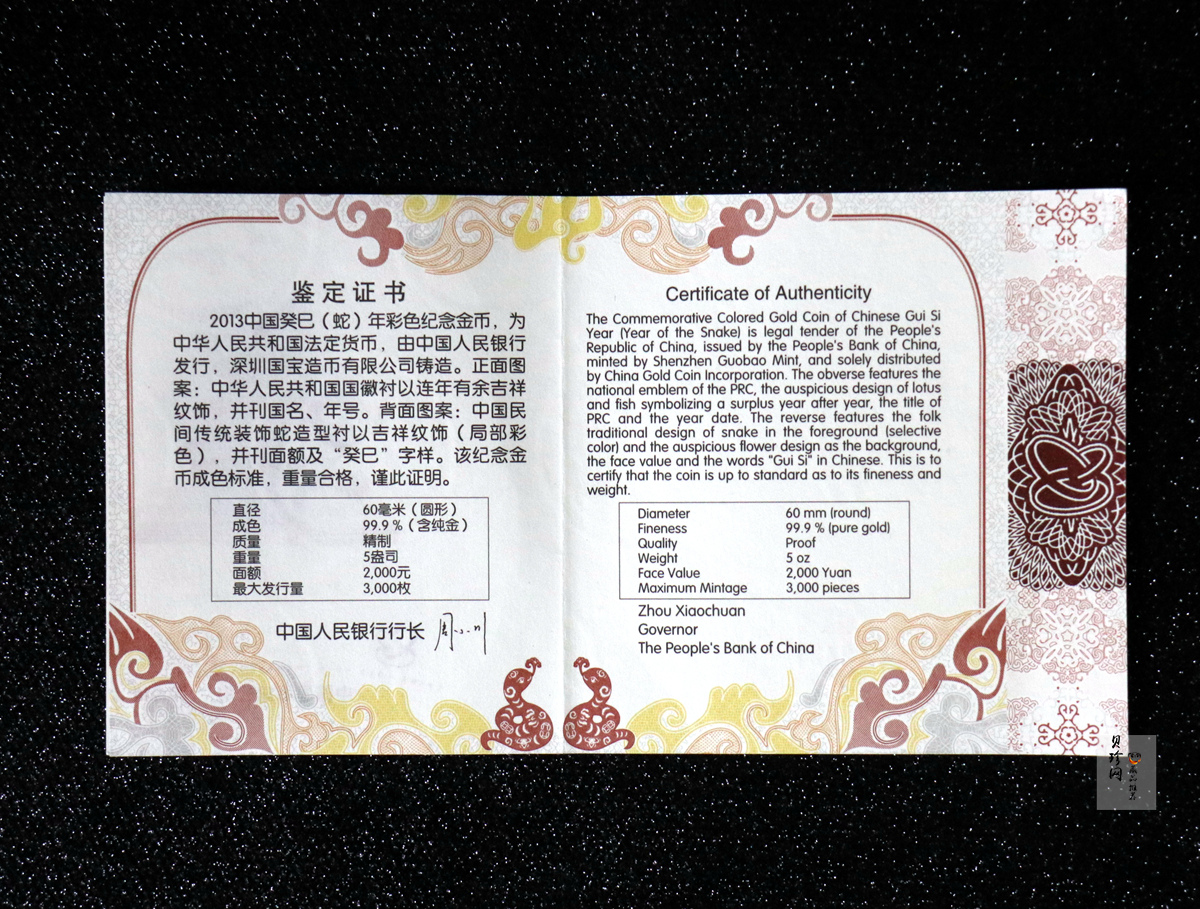 鉴定证书
2013中国癸巳（蛇）年彩色纪念金币，为
中华人民共和国法定货币，由中国人民银行
发行，深圳国宝造币有限公司铸造。正面图
案：中华人民共和国国徽衬以连年有余吉祥
纹饰，并刊国名、年号。背面图案：中国民
间传统装饰蛇造型衬以吉祥纹饰（局部彩
色），并刊面额及“癸巳”字样。该纪念金
币成色标准，重量合格，谨此证明。
直径 60毫米（圆形）
成色 99.9 %（含纯金）
质量 精制
重量 5盎司
面额 2,000元
最大发行量 3,000枚
中国人民银行行长
Certificate of Authenticity
The Commemorative Colored Gold Coin of Chinese Gui Si
Year (Year of the Snake) is legal tender of the People's
Republic of China, issued by the People's Bank of China,
minted by Shenzhen Guobao Mint, and solely distributed
by China Gold Coin Incorporation. The obverse features the
national emblem of the PRC, the auspicious design of lotus
and fish symbolizing a surplus year after year, the title of
PRC and the year date. The reverse features the folk
traditional design of snake in the foreground (selective
color) and the auspicious flower design as the background,
the face value and the words "Gui Si" in Chinese. This is to
certify that the coin is up to standard as to its fineness and
weight.
Diameter 60 mm (round)
Fineness 99.9 % (pure gold)
Quality Proof
Weight 5 oz
Face Value 2,000 Yuan
Maximum Mintage 3,000 pieces
Zhou Xiaochuan
Governor
The People's Bank of China
贝珍网